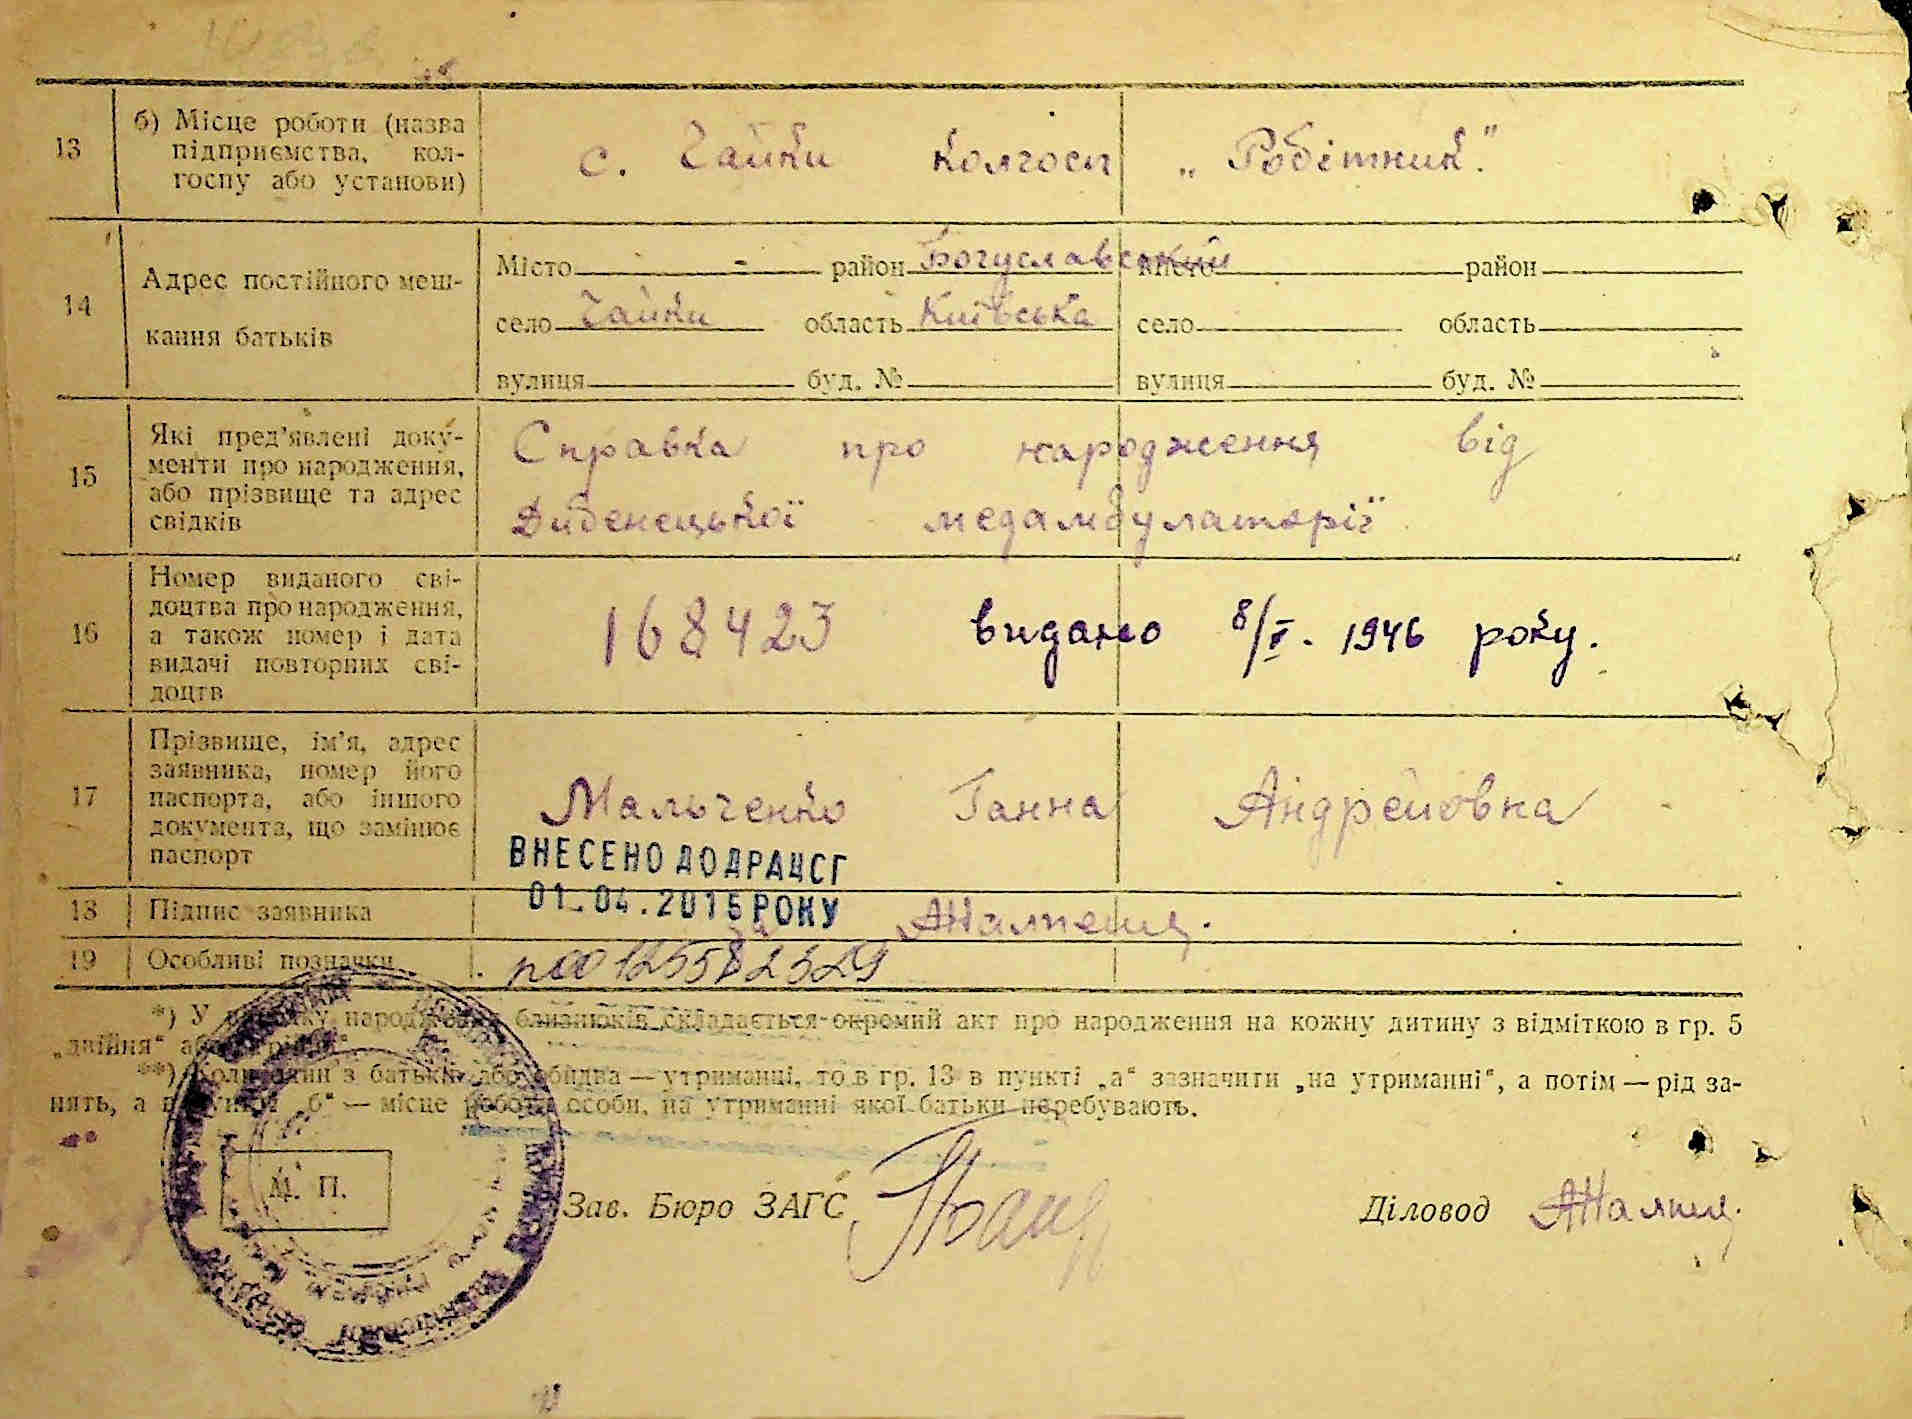 13
б) Місце роботи (назва
підприємства, кол-
госпу або установи)
с. Чайки колгосп „Робітник."
14
Адрес постійного меш-
кання батьків
Місто - район Богуславський місто район
село Чайки область Київська село область
вулиця буд. № вулиця буд. №
15
Які пред'явлені доку-
менти про народження,
або прізвище та адрес
свідків
Справка про народження від
Дибенецької медамбулаторії
16
Номер виданого сві-
доцтва про народження,
а також номер і дата
видачі повторних сві-
доцтв
168423 видано 8/X - 1946 року.
17
Прізвище, ім'я, адрес
заявника, номер його
паспорта, або іншого
документа, що замінює
паспорт
Мальченко Ганна Андрейовна
ВНЕСЕНО ДО ДРАЦСГ
01.04.2016 РОКУ
18 Підпис заявника
за
19 Особливі позначки
*) У народження близнюків складається окремий акт про народження на кожну дитину з відміткою в гр. 5
„двійня“
**) Коли один з батьків або обидва — утриманці, то в гр. 13 в пункті „а“ зазначити „на утриманні“, а потім — рід за-
нять, а в пункті „б“ — місце роботи особи, на утриманні якої батьки перебувають.
М. П.
Зав. Бюро ЗАГС
Діловод